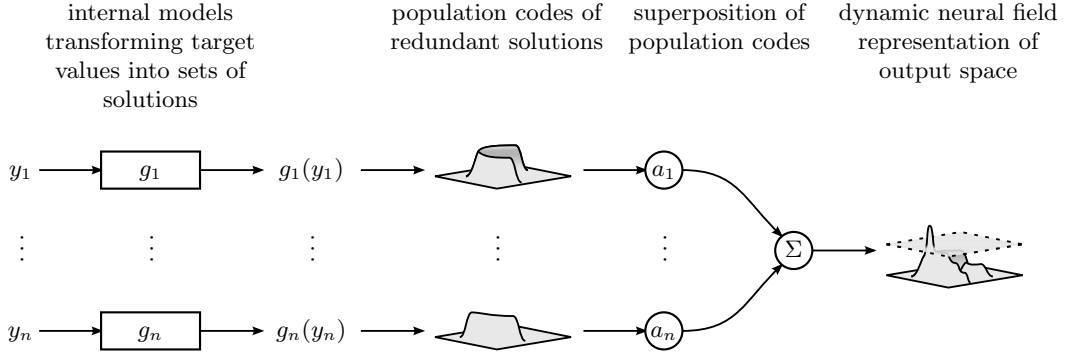 internal models
transforming target
values into sets of
solutions
population codes of
redundant solutions
superposition of
population codes
dynamic neural field
representation of
output space
y₁ g₁ g₁(y₁) a₁
⋮ ⋮ ⋮ ⋮ ⋮
Σ
yₙ gₙ gₙ(yₙ) aₙ